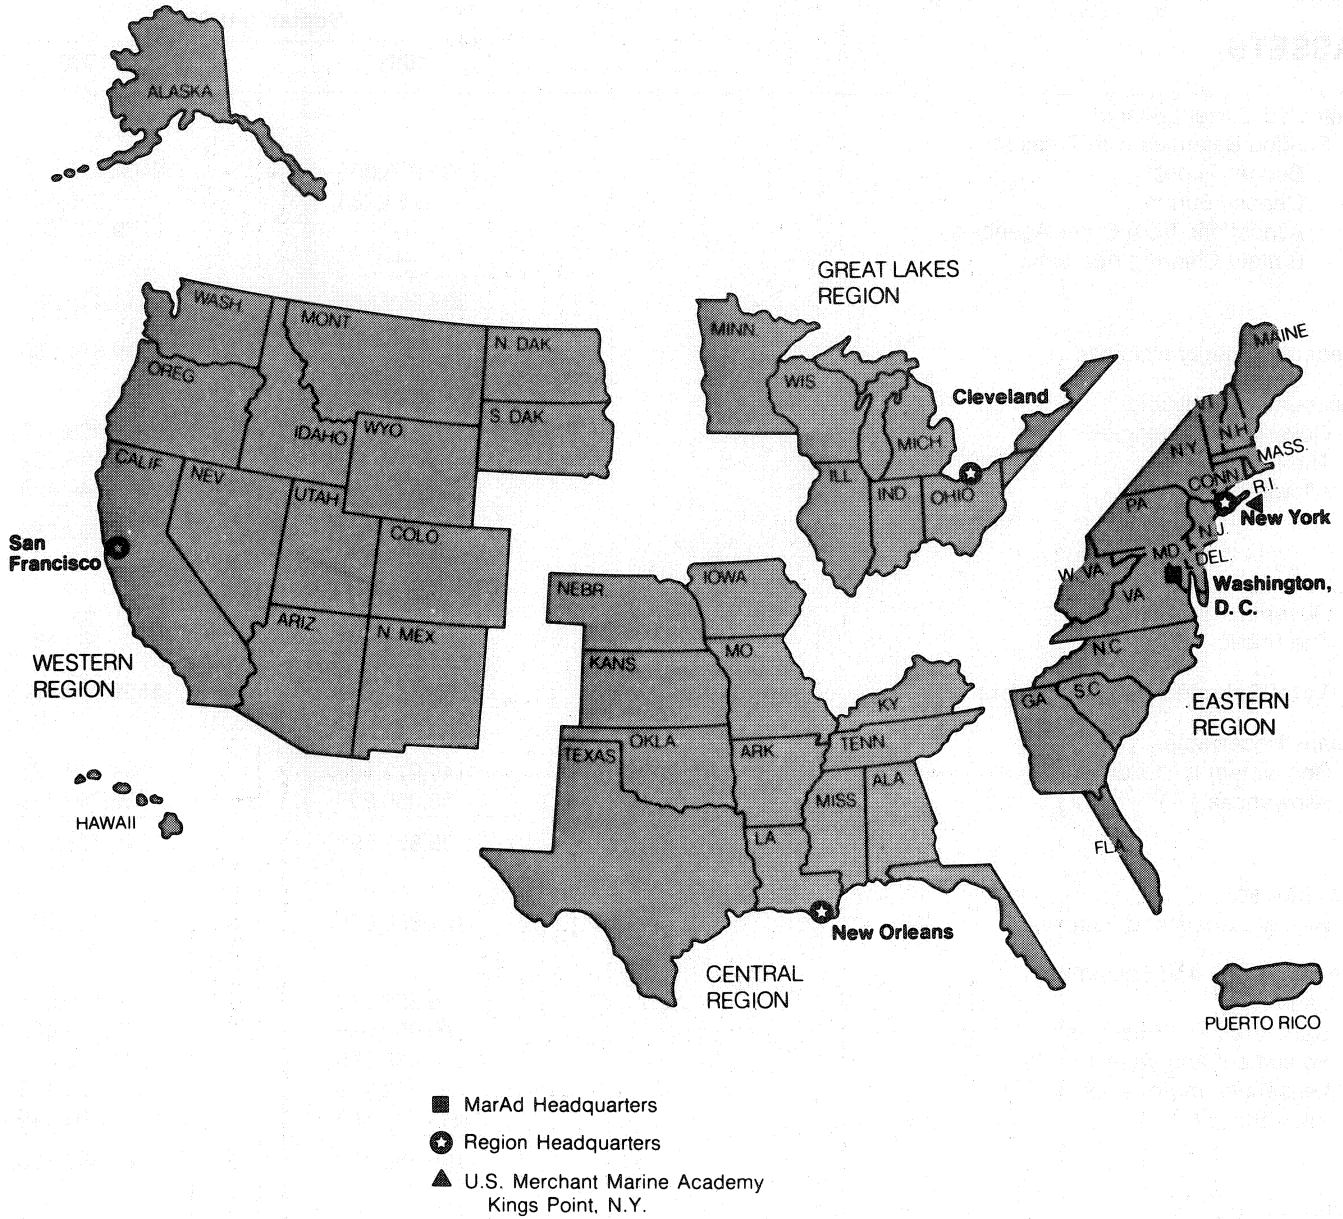 ALASKA
GREAT LAKES
REGION
WASH.
MONT.
N. DAK.
MINN.
MAINE
OREG.
WIS.
Cleveland
VT.
S. DAK.
IDAHO
WYO.
MICH.
N.H.
N.Y.
MASS.
CALIF.
NEV.
UTAH
ILL.
IND.
OHIO
CONN.
R.I.
PA.
New York
COLO.
N.J.
San
Francisco
MD.
DEL.
W. VA.
Washington,
D. C.
NEBR.
IOWA
VA.
ARIZ.
N. MEX.
N.C.
WESTERN
REGION
KANS.
MO.
S.C.
GA.
KY.
EASTERN
REGION
OKLA.
TEXAS
ARK.
TENN.
ALA.
MISS.
HAWAII
LA.
FLA.
New Orleans
CENTRAL
REGION
PUERTO RICO
MarAd Headquarters
Region Headquarters
U.S. Merchant Marine Academy
Kings Point, N.Y.